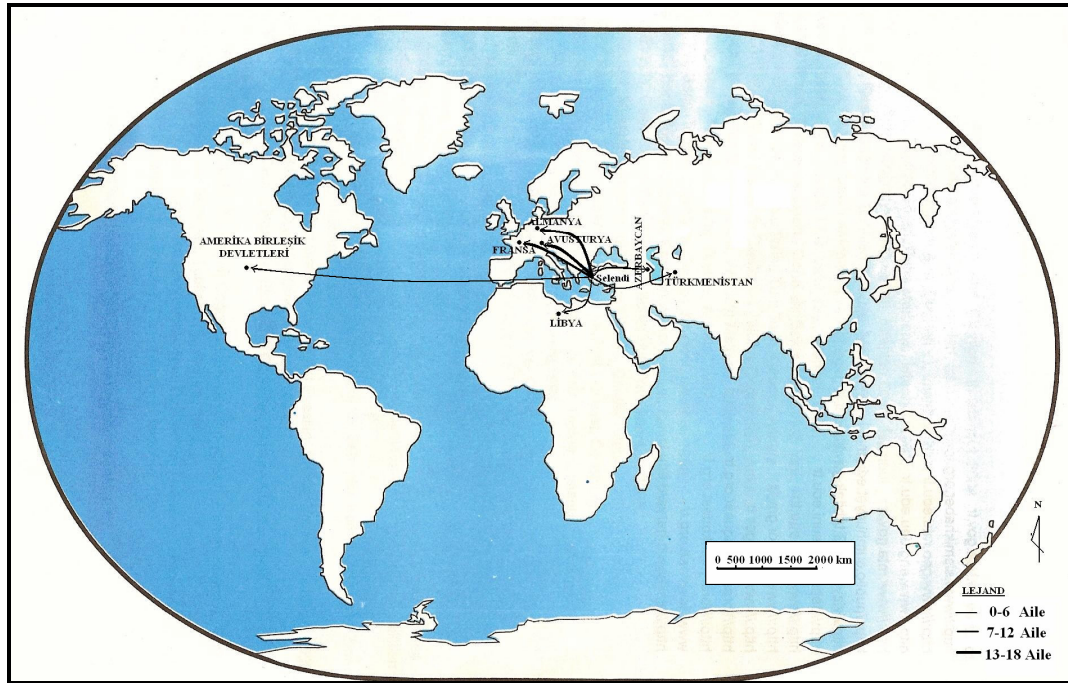 ALMANYA
AVUSTURYA
FRANSA
AMERİKA BİRLEŞİK
DEVLETLERİ
AZERBAYCAN
Selendi
TÜRKMENİSTAN
LİBYA
N
0 500 1000 1500 2000 km
LEJAND
0-6 Aile
7-12 Aile
13-18 Aile